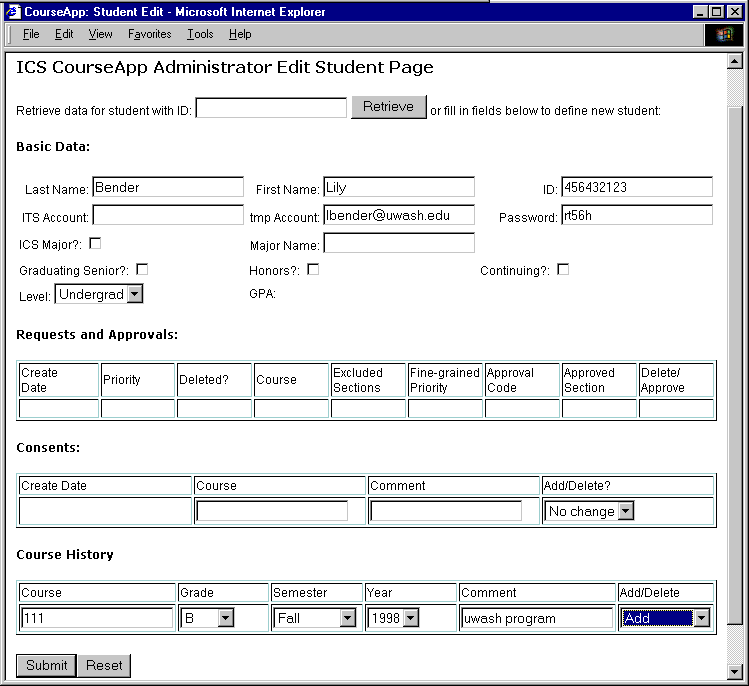 CourseApp: Student Edit - Microsoft Internet Explorer
File Edit View Favorites Tools Help
ICS CourseApp Administrator Edit Student Page
Retrieve data for student with ID: Retrieve or fill in fields below to define new student:
Basic Data:
Last Name: Bender First Name: Lily ID: 456432123
ITS Account: tmp Account: lbender@uwash.edu Password: rt56h
ICS Major?: Major Name:
Graduating Senior?: Honors?: Continuing?:
Level: Undergrad GPA:
Requests and Approvals:
Create Date Priority Deleted? Course Excluded Sections Fine-grained Priority Approval Code Approved Section Delete/ Approve
Consents:
Create Date Course Comment Add/Delete?
No change
Course History
Course Grade Semester Year Comment Add/Delete
111 B Fall 1998 uwash program Add
Submit Reset